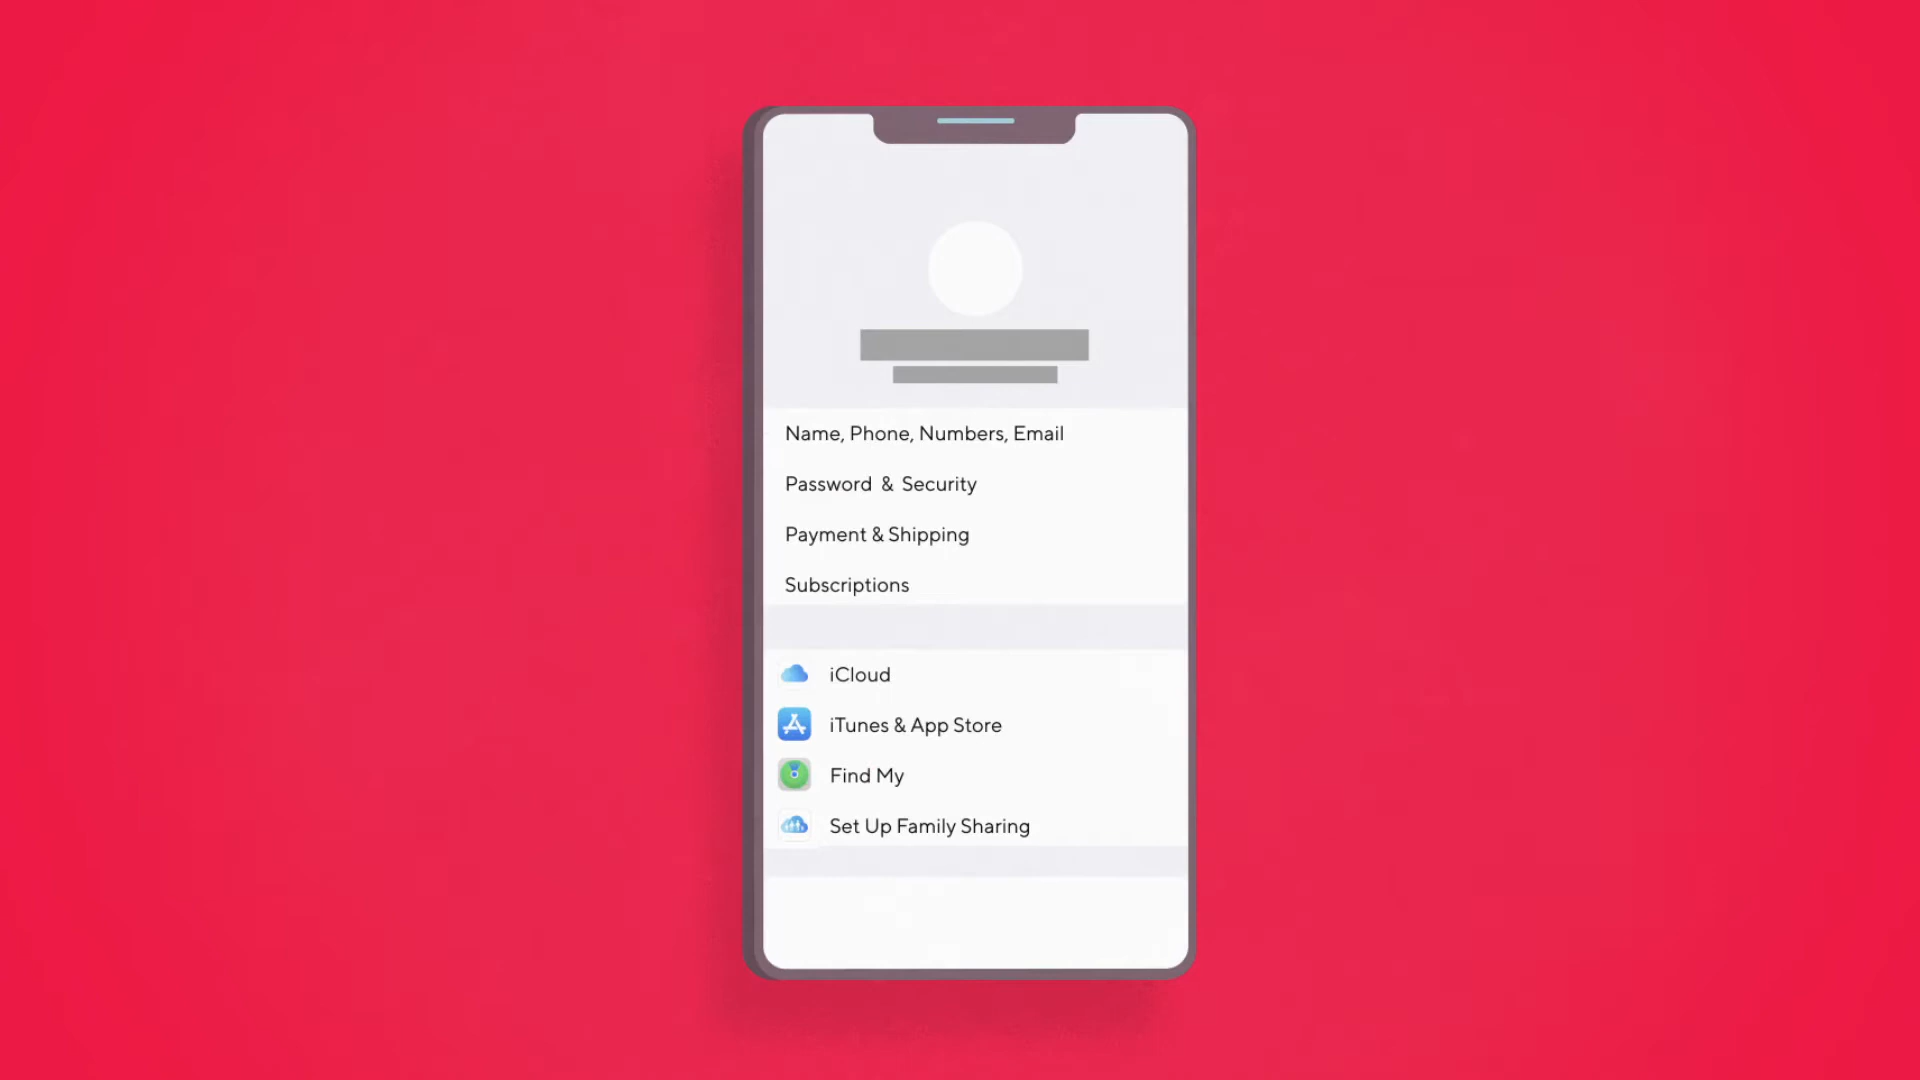 Name, Phone, Numbers, Email
Password & Security
Payment & Shipping
Subscriptions
iCloud
iTunes & App Store
Find My
Set Up Family Sharing